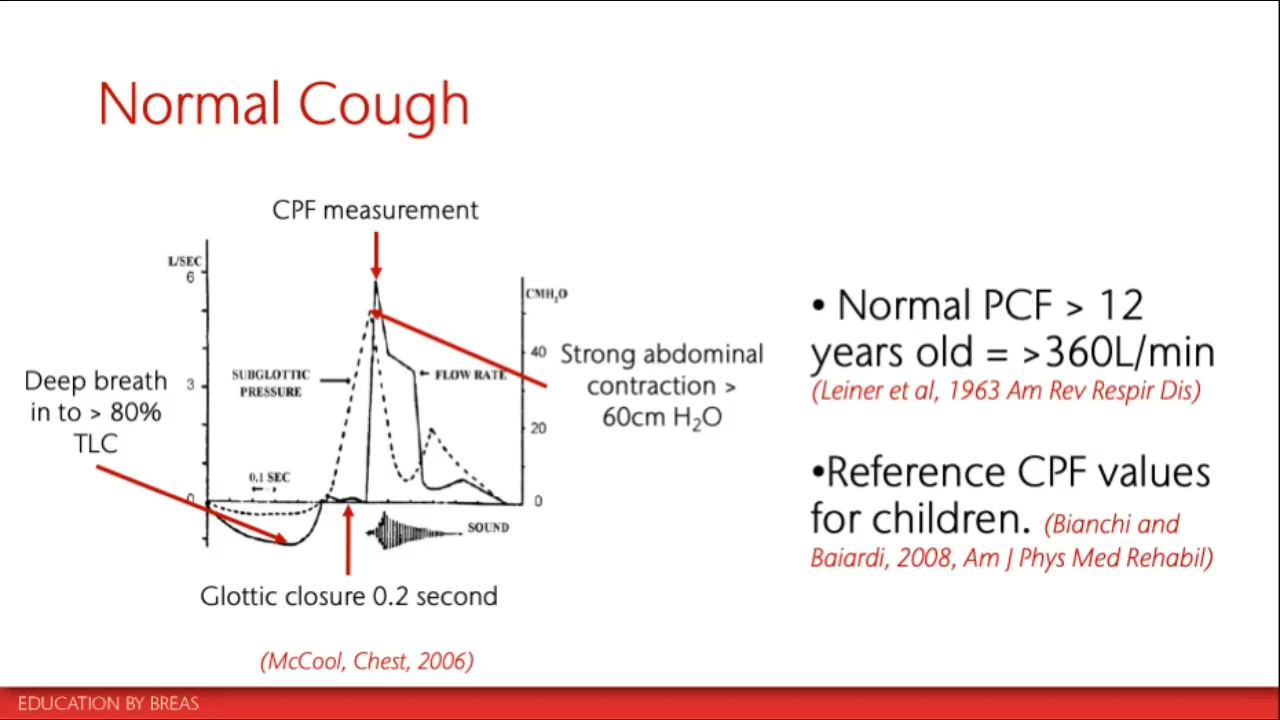 Normal Cough
CPF measurement
L/SEC
6
3
0
CMH₂O
40
20
0
SUBGLOTTIC
PRESSURE
FLOW RATE
0.1 SEC
SOUND
Deep breath
in to > 80%
TLC
Strong abdominal
contraction >
60cm H₂O
Glottic closure 0.2 second
(McCool, Chest, 2006)
• Normal PCF > 12
years old = >360L/min
(Leiner et al, 1963 Am Rev Respir Dis)
•Reference CPF values
for children. (Bianchi and
Baiardi, 2008, Am J Phys Med Rehabil)
EDUCATION BY BREAS